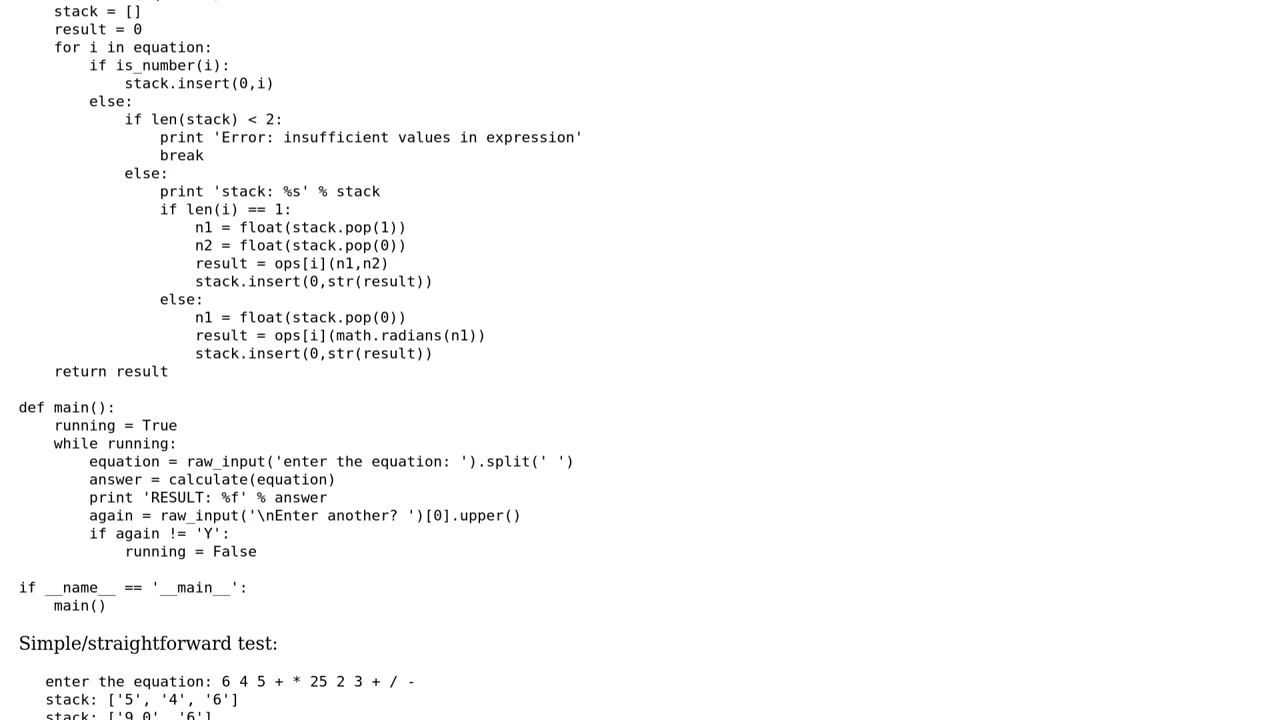 stack = []
    result = 0
    for i in equation:
        if is_number(i):
            stack.insert(0,i)
        else:
            if len(stack) < 2:
                print 'Error: insufficient values in expression'
                break
            else:
                print 'stack: %s' % stack
                if len(i) == 1:
                    n1 = float(stack.pop(1))
                    n2 = float(stack.pop(0))
                    result = ops[i](n1,n2)
                    stack.insert(0,str(result))
                else:
                    n1 = float(stack.pop(0))
                    result = ops[i](math.radians(n1))
                    stack.insert(0,str(result))
    return result

def main():
    running = True
    while running:
        equation = raw_input('enter the equation: ').split(' ')
        answer = calculate(equation)
        print 'RESULT: %f' % answer
        again = raw_input('\nEnter another? ')[0].upper()
        if again != 'Y':
            running = False

if __name__ == '__main__':
    main()

Simple/straightforward test:

   enter the equation: 6 4 5 + * 25 2 3 + / -
   stack: ['5', '4', '6']
   stack: ['9.0', '6']